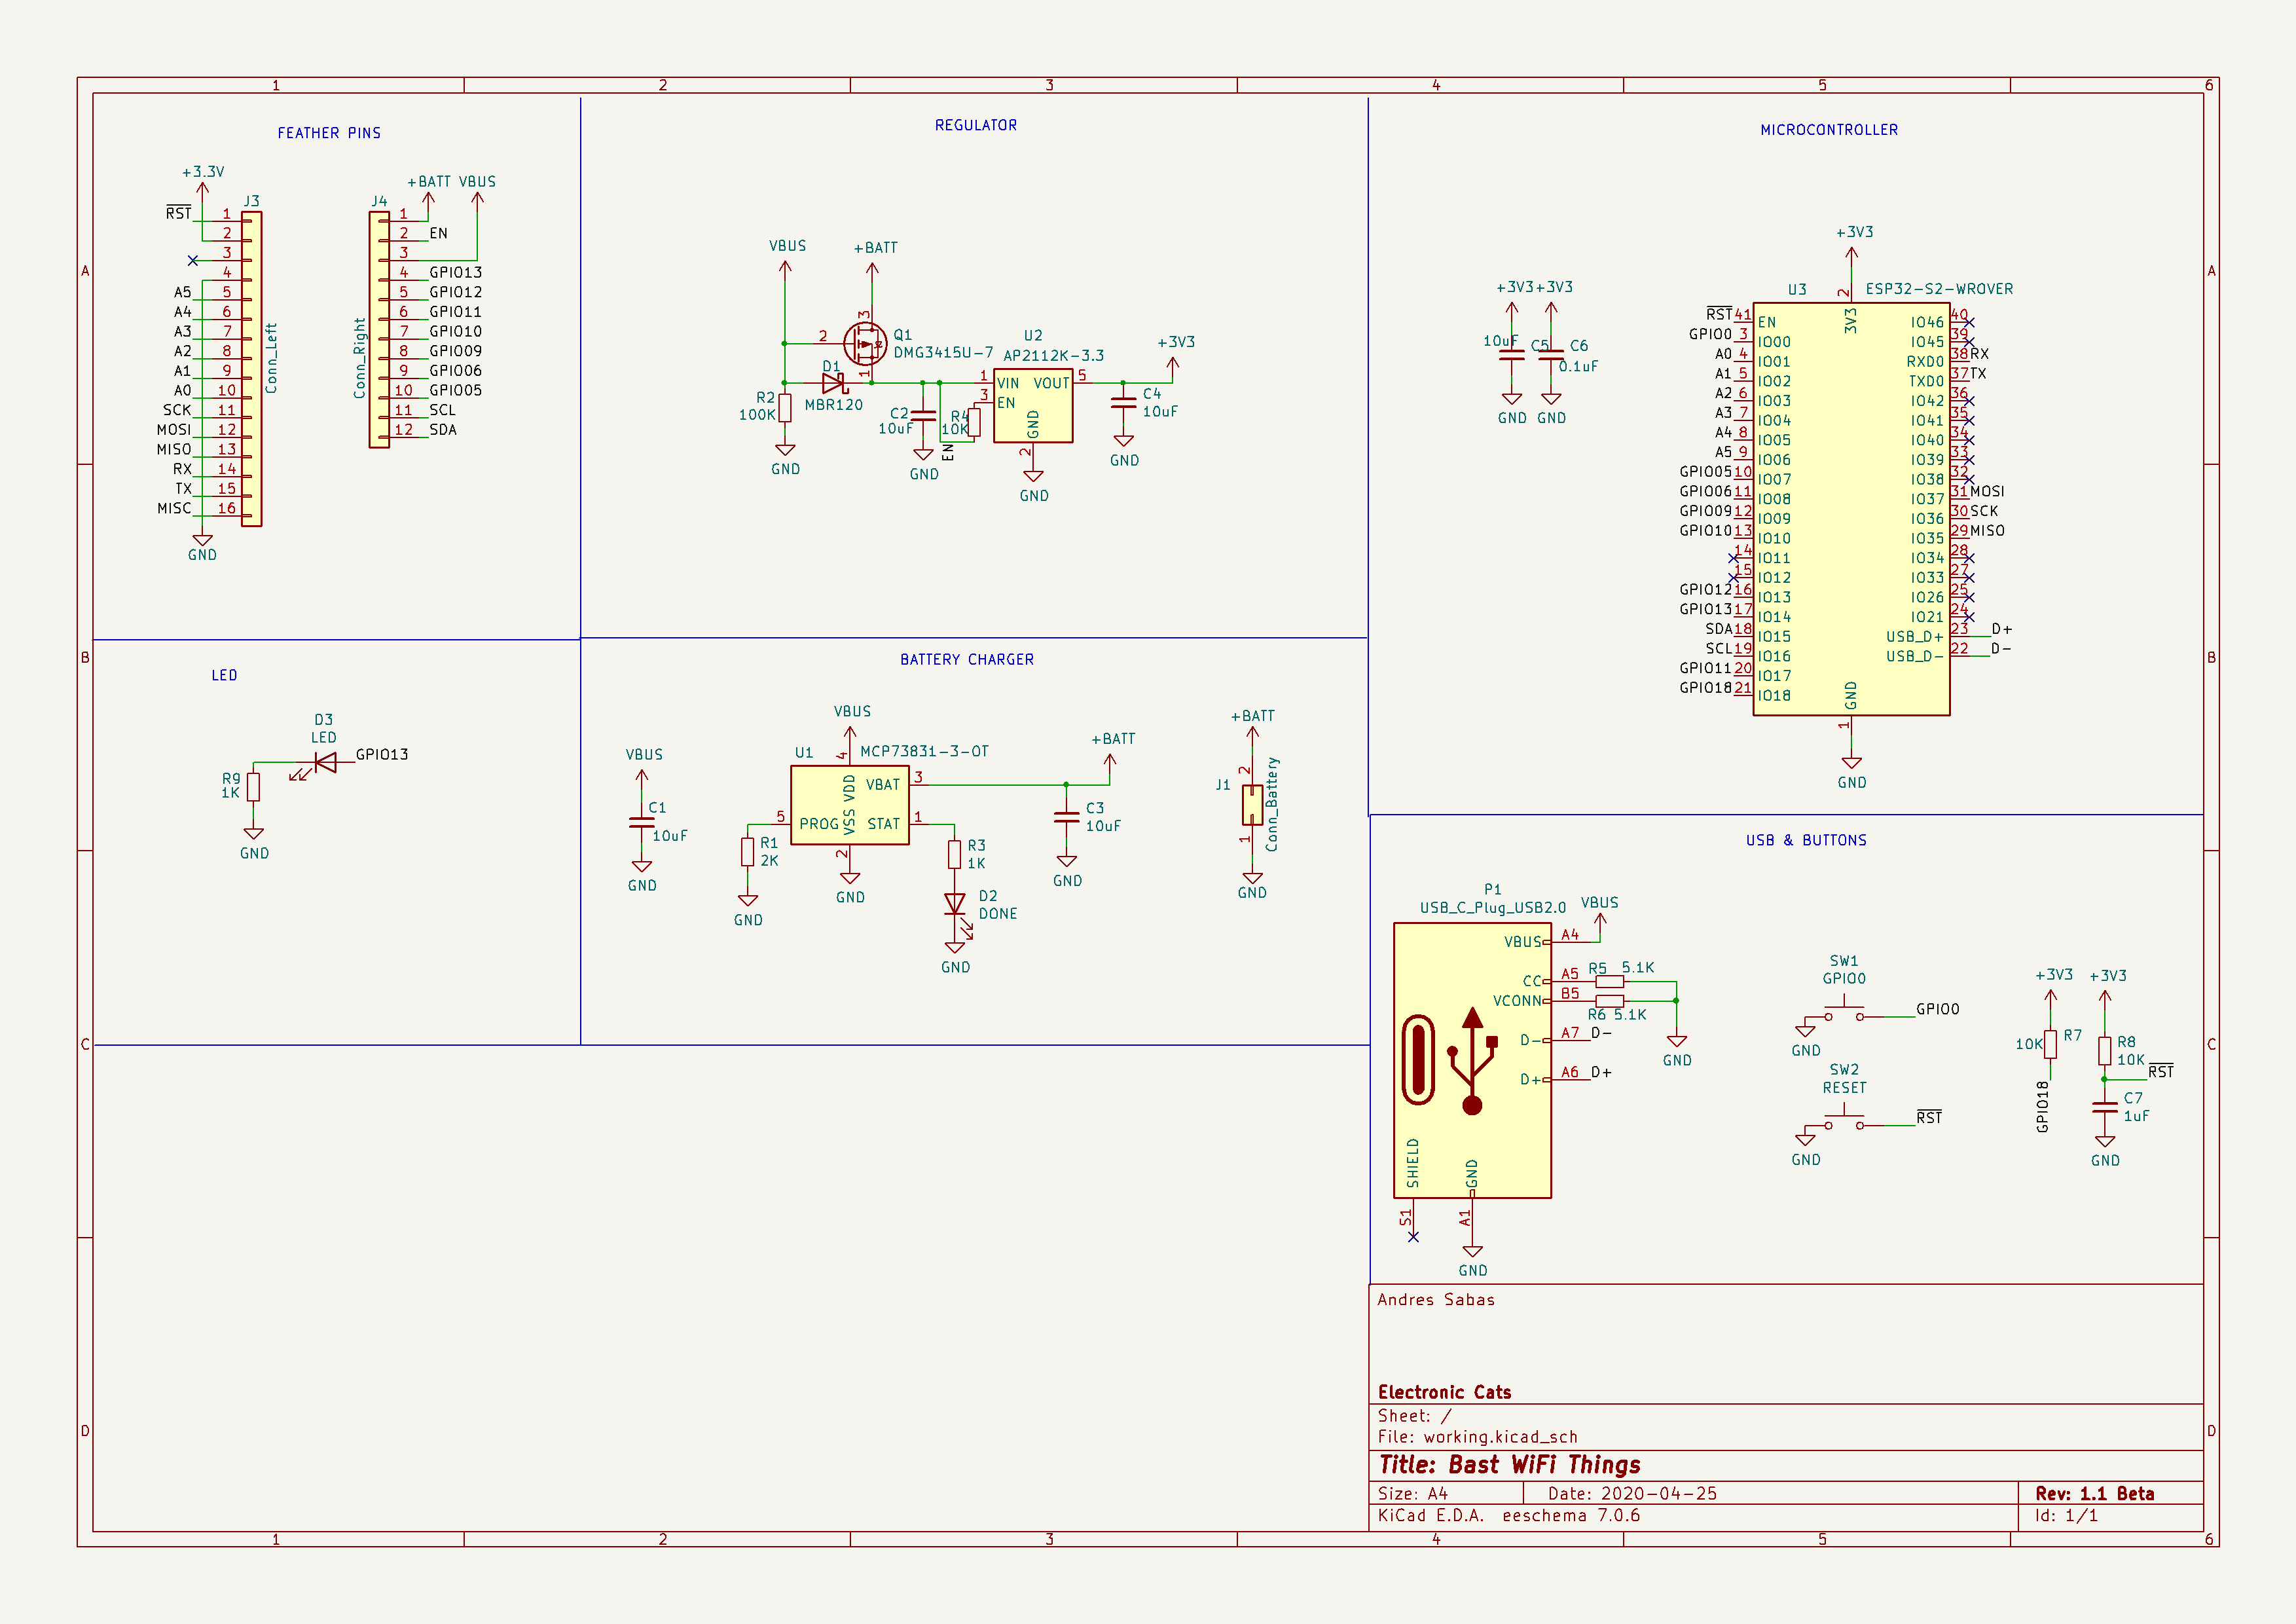 1 2 3 4 5 6
A
B
C
D
FEATHER PINS
+3.3V
J3
RST
1
2
3
4
A5 5
A4 6
A3 7
A2 8
A1 9
A0 10
SCK 11
MOSI 12
MISO 13
RX 14
TX 15
MISC 16
Conn_Left
GND
+BATT VBUS
J4
1
2 EN
3
4 GPIO13
5 GPIO12
6 GPIO11
7 GPIO10
8 GPIO09
9 GPIO06
10 GPIO05
11 SCL
12 SDA
Conn_Right
REGULATOR
VBUS
+BATT
3
2
1
Q1
DMG3415U-7
D1
MBR120
R2
100K
GND
C2
10uF
GND
R4
10K
EN
U2
AP2112K-3.3
1 VIN VOUT 5
3 EN
GND
2
GND
+3V3
C4
10uF
GND
MICROCONTROLLER
+3V3 +3V3
10uF C5
C6
0.1uF
GND GND
+3V3
U3 ESP32-S2-WROVER
2
3V3
RST 41 EN
GPIO0 3 IO00
A0 4 IO01
A1 5 IO02
A2 6 IO03
A3 7 IO04
A4 8 IO05
A5 9 IO06
GPIO05 10 IO07
GPIO06 11 IO08
GPIO09 12 IO09
GPIO10 13 IO10
14 IO11
15 IO12
GPIO12 16 IO13
GPIO13 17 IO14
SDA 18 IO15
SCL 19 IO16
GPIO11 20 IO17
GPIO18 21 IO18
IO46 40
IO45 39
RXD0 38 RX
TXD0 37 TX
IO42 36
IO41 35
IO40 34
IO39 33
IO38 32
IO37 31 MOSI
IO36 30 SCK
IO35 29 MISO
IO34 28
IO33 27
IO26 25
IO21 24
USB_D+ 23 D+
USB_D- 22 D-
GND
1
GND
LED
D3
LED
GPIO13
R9
1K
GND
BATTERY CHARGER
VBUS
C1
10uF
GND
VBUS
U1 MCP73831-3-OT
4
VDD
VBAT 3
5 PROG
VSS
STAT 1
2
GND
R1
2K
GND
R3
1K
D2
DONE
GND
+BATT
C3
10uF
GND
+BATT
2
J1
1
Conn_Battery
GND
USB & BUTTONS
P1
USB_C_Plug_USB2.0
VBUS
VBUS A4
CC A5
VCONN B5
D- A7 D-
D+ A6 D+
R5 5.1K
R6 5.1K
GND
SHIELD
GND
S1
A1
GND
SW1
GPIO0
GPIO0
GND
SW2
RESET
RST
GND
+3V3 +3V3
R7
10K
GPIO18
R8
10K
RST
C7
1uF
GND
Andres Sabas
Electronic Cats
Sheet: /
File: working.kicad_sch
Title: Bast WiFi Things
Size: A4 Date: 2020-04-25 Rev: 1.1 Beta
KiCad E.D.A. eeschema 7.0.6 Id: 1/1
A
B
C
D
1 2 3 4 5 6